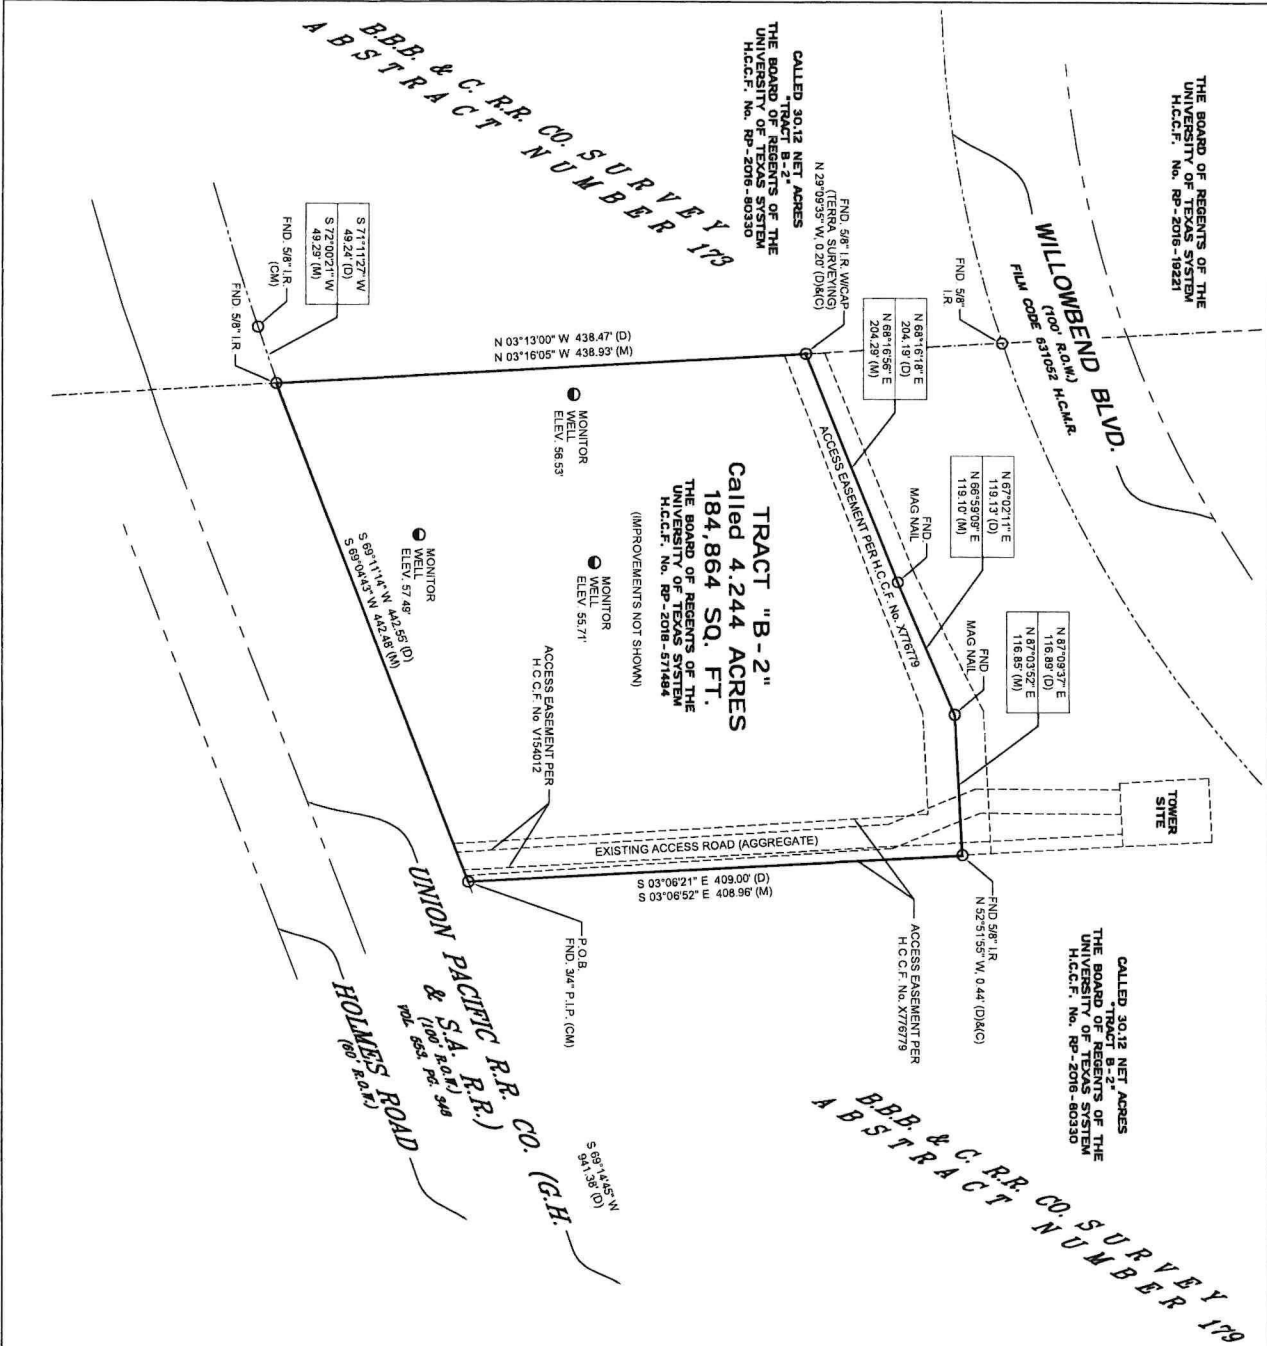 THE BOARD OF REGENTS OF THE
UNIVERSITY OF TEXAS SYSTEM
H.C.C.F. No. RP-2016-19221
WILLOWBEND BLVD.
(100' R.O.W.)
FILM CODE 631052 H.C.M.R.
B.B.B. & C. R.R. CO. SURVEY
ABSTRACT NUMBER 173
CALLED 30.12 NET ACRES
"TRACT B-2"
THE BOARD OF REGENTS OF THE
UNIVERSITY OF TEXAS SYSTEM
H.C.C.F. No. RP-2016-80330
FND. 5/8" I.R. W/CAP
(TERRA SURVEYING)
N 29°09'35" W, 0.20' (D)&(C)
FND 5/8"
I.R.
N 68°16'18" E
204.19' (D)
N 68°16'56" E
204.29' (M)
N 67°02'11" E
119.13' (D)
N 66°59'09" E
119.10' (M)
N 87°09'37" E
116.89' (D)
N 87°03'52" E
116.85' (M)
FND.
MAG NAIL
FND
MAG NAIL
ACCESS EASEMENT PER H.C.C.F. No. X776779
TOWER
SITE
S 71°11'27" W
49.24' (D)
S 72°00'21" W
49.29' (M)
FND. 5/8" I.R.
(CM)
FND. 5/8" I.R
N 03°13'00" W 438.47' (D)
N 03°16'05" W 438.93' (M)
MONITOR
WELL
ELEV. 56.53'
MONITOR
WELL
ELEV. 55.71'
MONITOR
WELL
ELEV. 57.49'
TRACT "B-2"
Called 4.244 ACRES
184,864 SQ. FT.
THE BOARD OF REGENTS OF THE
UNIVERSITY OF TEXAS SYSTEM
H.C.C.F. No. RP-2018-571484
(IMPROVEMENTS NOT SHOWN)
S 69°11'14" W 442.55' (D)
S 69°04'43" W 442.48' (M)
ACCESS EASEMENT PER
H.C.C.F. No V154012
EXISTING ACCESS ROAD (AGGREGATE)
S 03°06'21" E 409.00' (D)
S 03°06'52" E 408.96' (M)
FND 5/8" I.R
N 52°51'55" W, 0.44' (D)&(C)
ACCESS EASEMENT PER
H.C.C.F. No. X776779
P.O.B.
FND. 3/4" P.I.P. (CM)
CALLED 30.12 NET ACRES
"TRACT B-2"
THE BOARD OF REGENTS OF THE
UNIVERSITY OF TEXAS SYSTEM
H.C.C.F. No. RP-2016-80330
UNION PACIFIC R.R. CO. (G.H.
& S.A. R.R.)
(100' R.O.W.)
VOL. 553, PG. 348
S 69°14'45" W
941.38' (D)
HOLMES ROAD
(60' R.O.W.)
B.B.B. & C. R.R. CO. SURVEY
ABSTRACT NUMBER 179